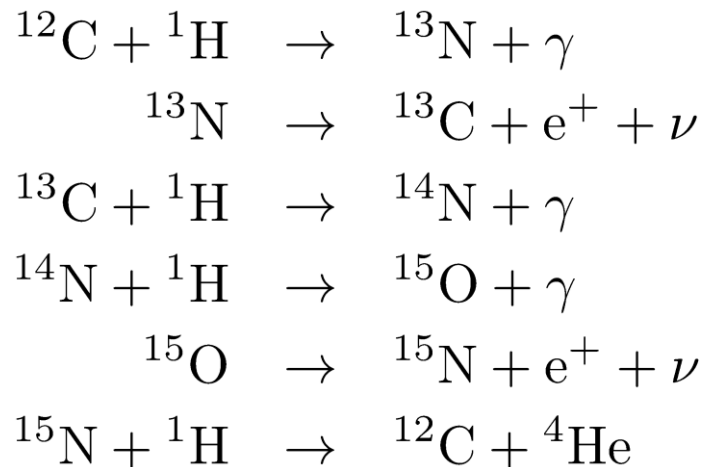 ¹²C + ¹H → ¹³N + γ
¹³N → ¹³C + e⁺ + ν
¹³C + ¹H → ¹⁴N + γ
¹⁴N + ¹H → ¹⁵O + γ
¹⁵O → ¹⁵N + e⁺ + ν
¹⁵N + ¹H → ¹²C + ⁴He